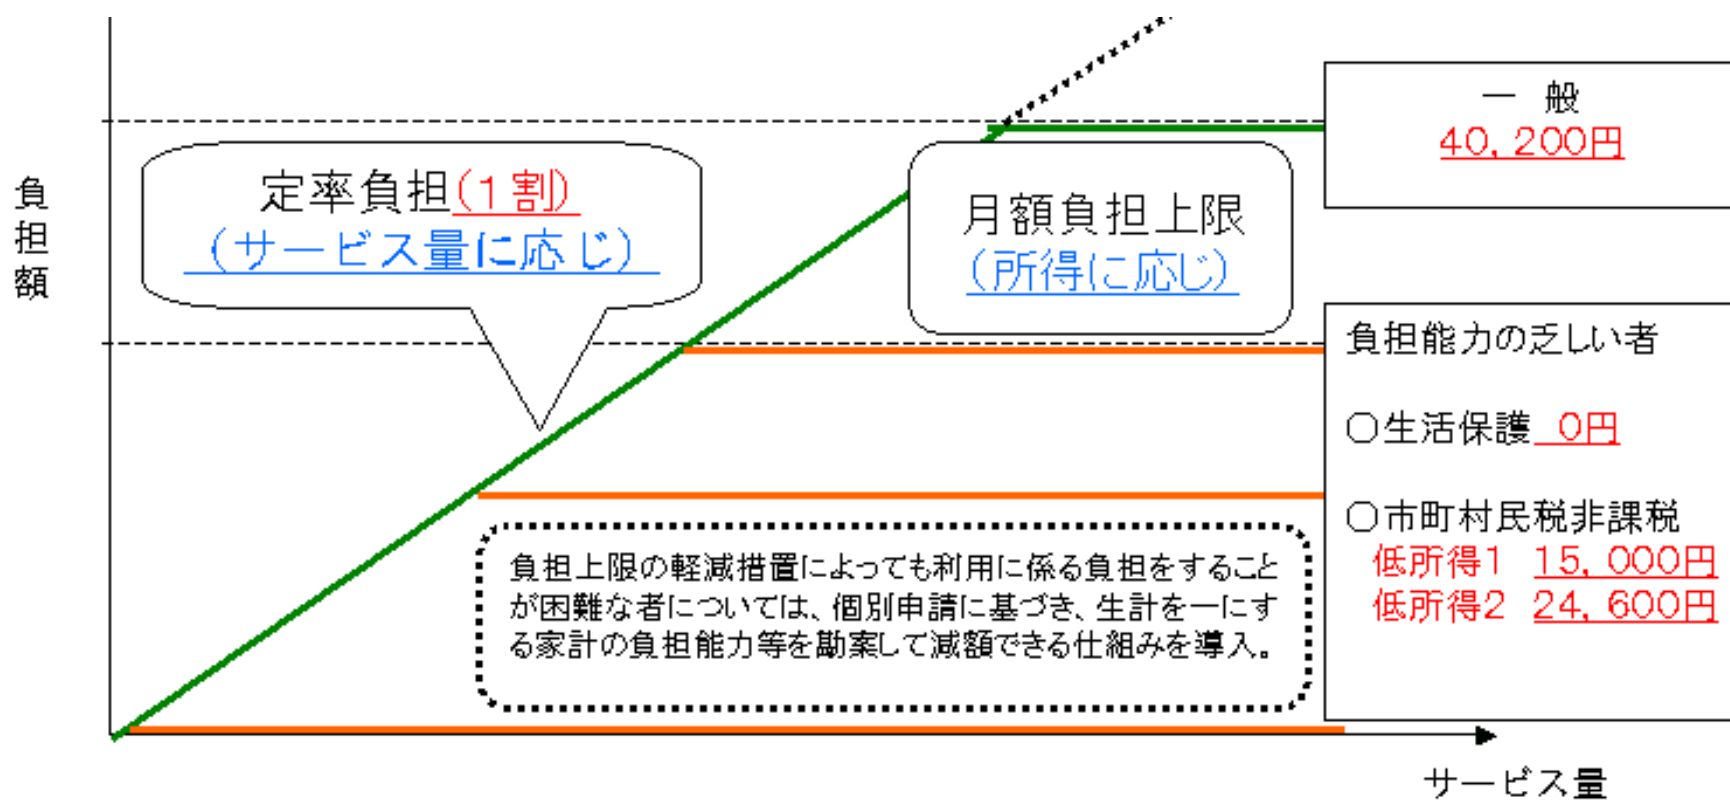 負担額
定率負担(1割)
(サービス量に応じ)
月額負担上限
(所得に応じ)
一 般
40,200円
負担能力の乏しい者
○生活保護 0円
○市町村民税非課税
低所得1 15,000円
低所得2 24,600円
負担上限の軽減措置によっても利用に係る負担をすること
が困難な者については、個別申請に基づき、生計を一にす
る家計の負担能力等を勘案して減額できる仕組みを導入。
サービス量